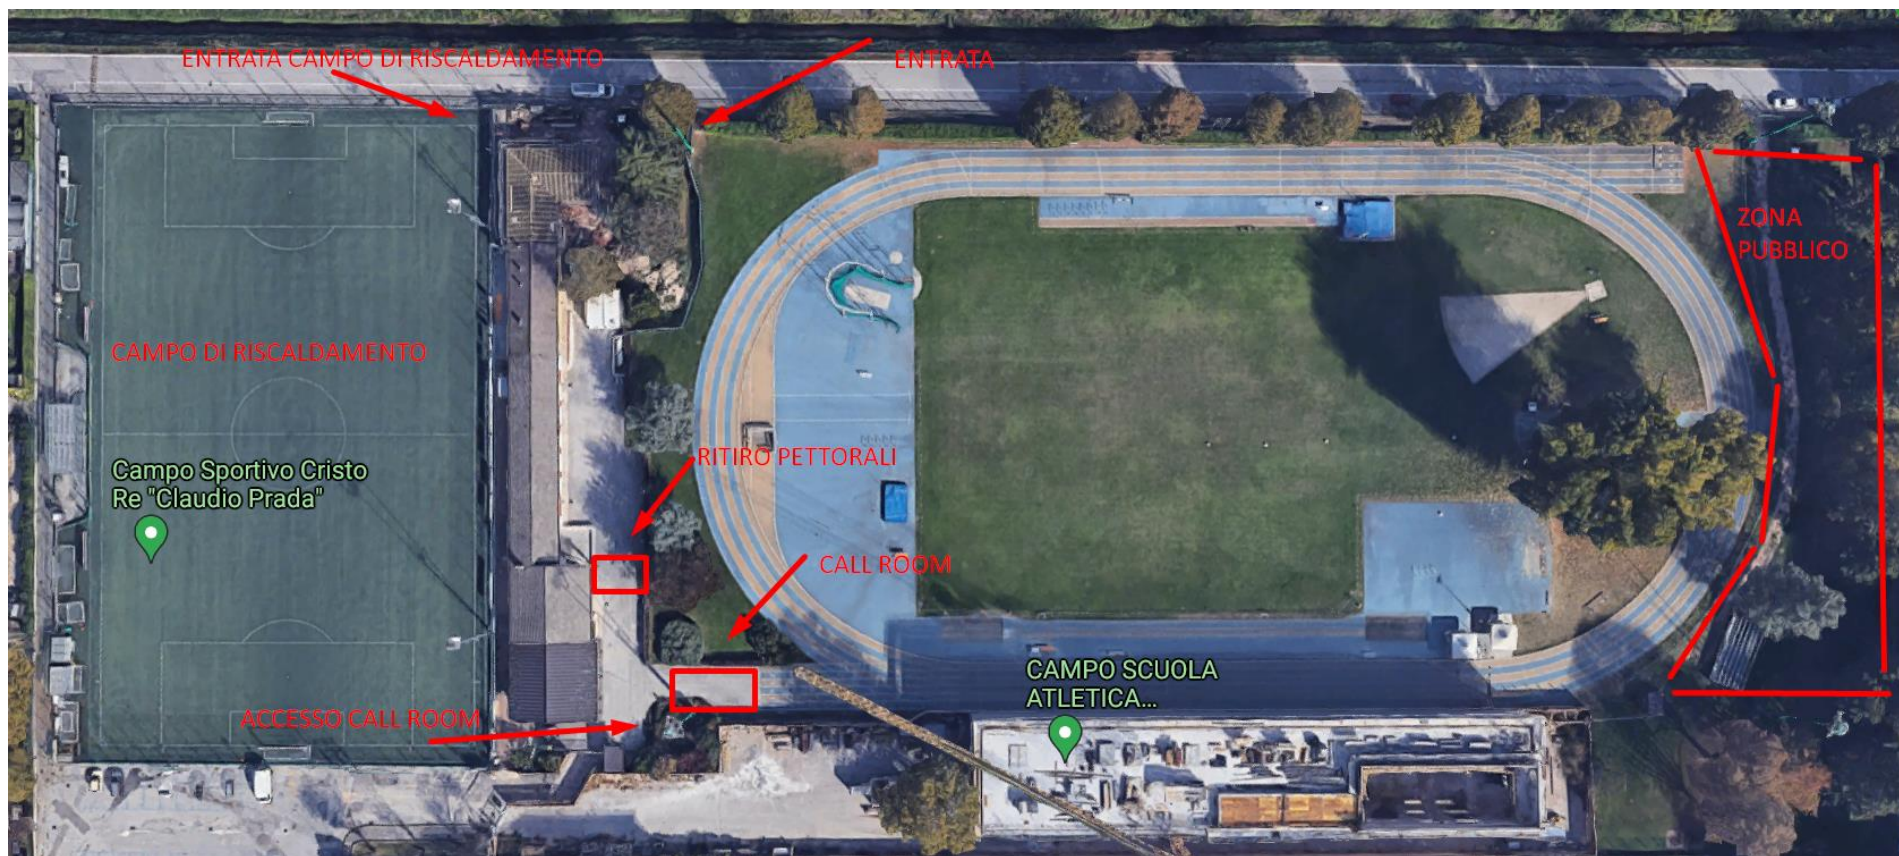 ENTRATA CAMPO DI RISCALDAMENTO
ENTRATA
ZONA
PUBBLICO
CAMPO DI RISCALDAMENTO
Campo Sportivo Cristo
Re "Claudio Prada"
RITIRO PETTORALI
CALL ROOM
CAMPO SCUOLA
ATLETICA...
ACCESSO CALL ROOM